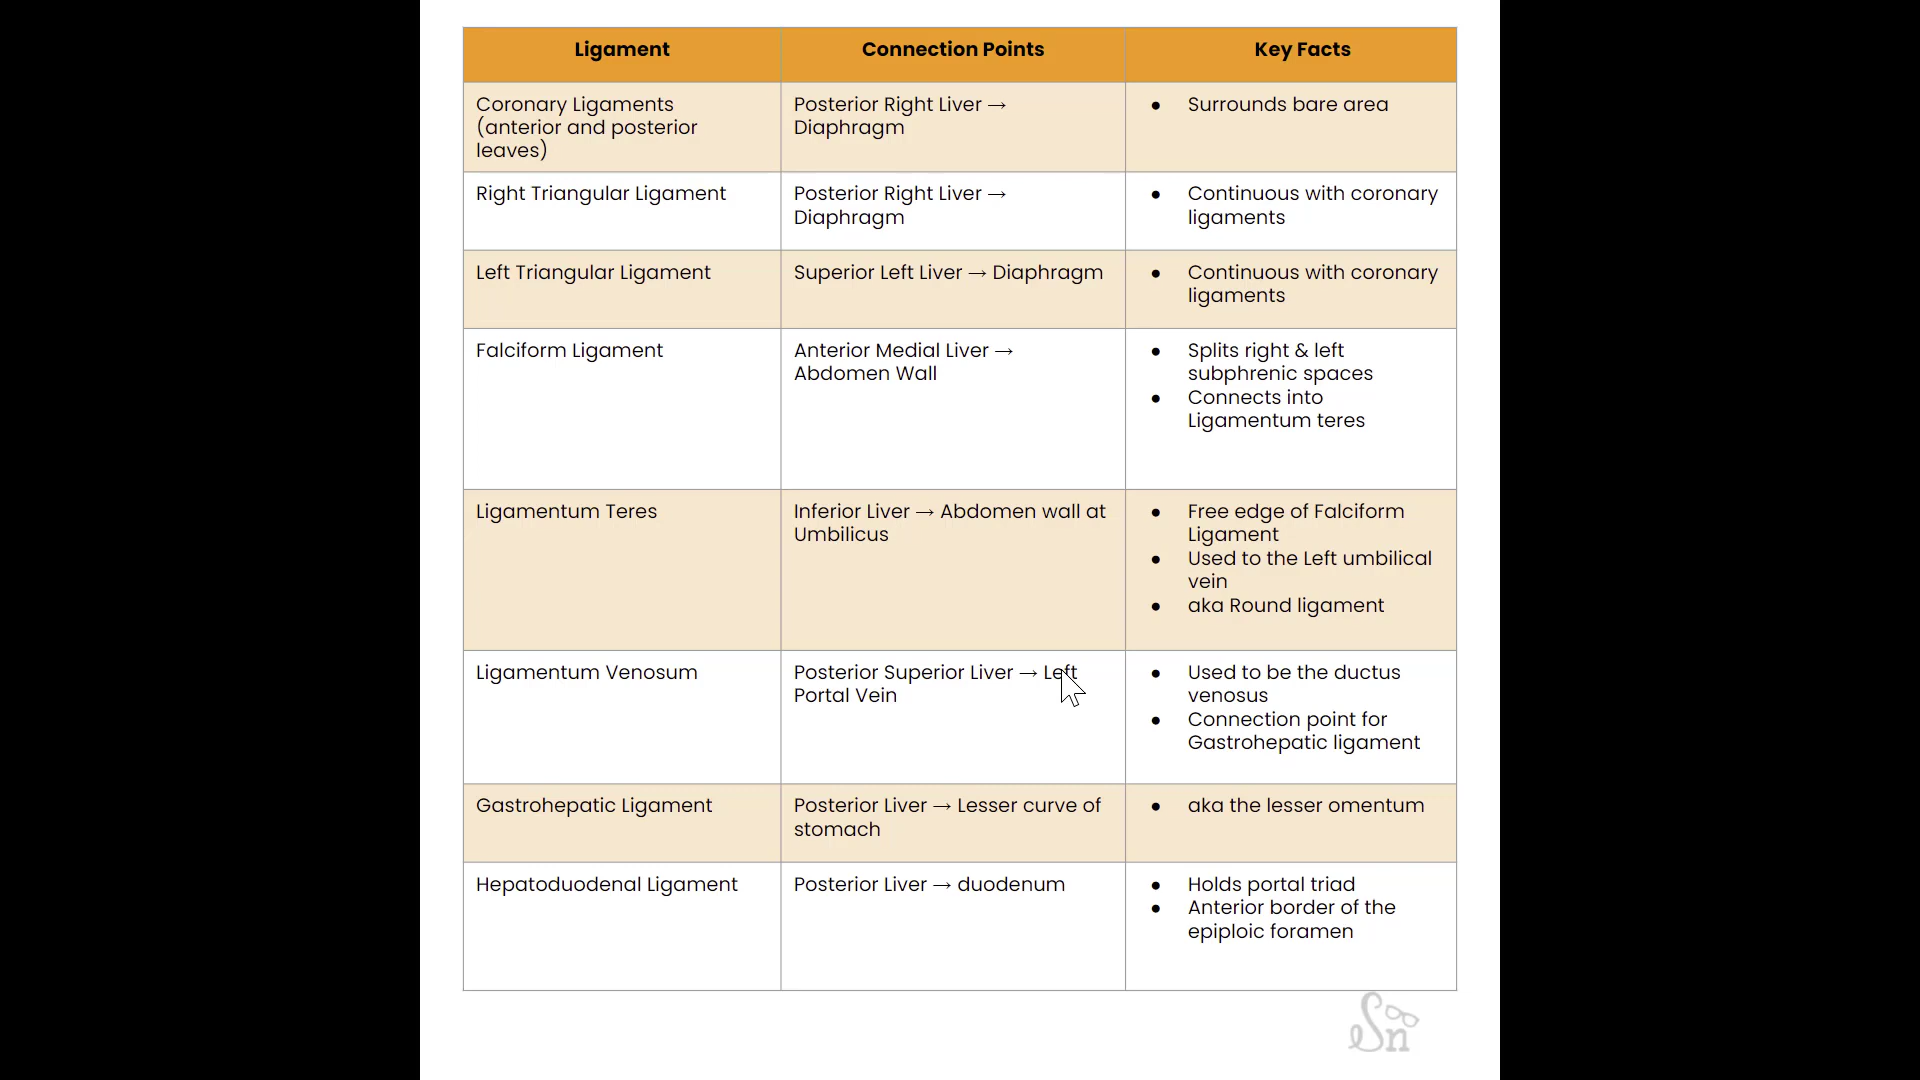 Ligament Connection Points Key Facts
Coronary Ligaments
(anterior and posterior
leaves)
Posterior Right Liver →
Diaphragm
● Surrounds bare area
Right Triangular Ligament
Posterior Right Liver →
Diaphragm
● Continuous with coronary
ligaments
Left Triangular Ligament
Superior Left Liver → Diaphragm
● Continuous with coronary
ligaments
Falciform Ligament
Anterior Medial Liver →
Abdomen Wall
● Splits right & left
subphrenic spaces
● Connects into
Ligamentum teres
Ligamentum Teres
Inferior Liver → Abdomen wall at
Umbilicus
● Free edge of Falciform
Ligament
● Used to the Left umbilical
vein
● aka Round ligament
Ligamentum Venosum
Posterior Superior Liver → Left
Portal Vein
● Used to be the ductus
venosus
● Connection point for
Gastrohepatic ligament
Gastrohepatic Ligament
Posterior Liver → Lesser curve of
stomach
● aka the lesser omentum
Hepatoduodenal Ligament
Posterior Liver → duodenum
● Holds portal triad
● Anterior border of the
epiploic foramen
Sn